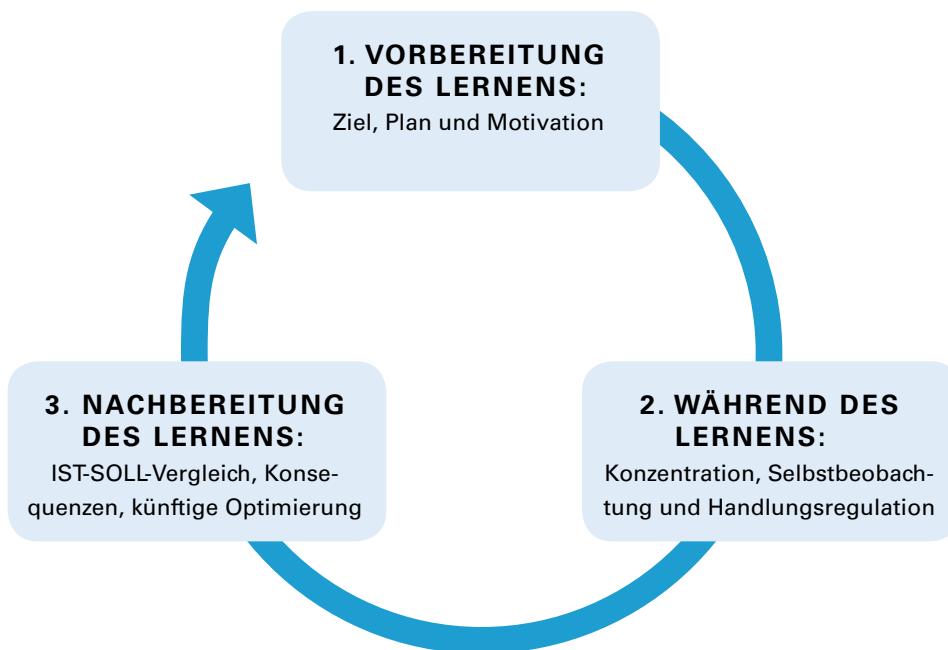 1. VORBEREITUNG
DES LERNENS:
Ziel, Plan und Motivation
2. WÄHREND DES
LERNENS:
Konzentration, Selbstbeobach-
tung und Handlungsregulation
3. NACHBEREITUNG
DES LERNENS:
IST-SOLL-Vergleich, Konse-
quenzen, künftige Optimierung